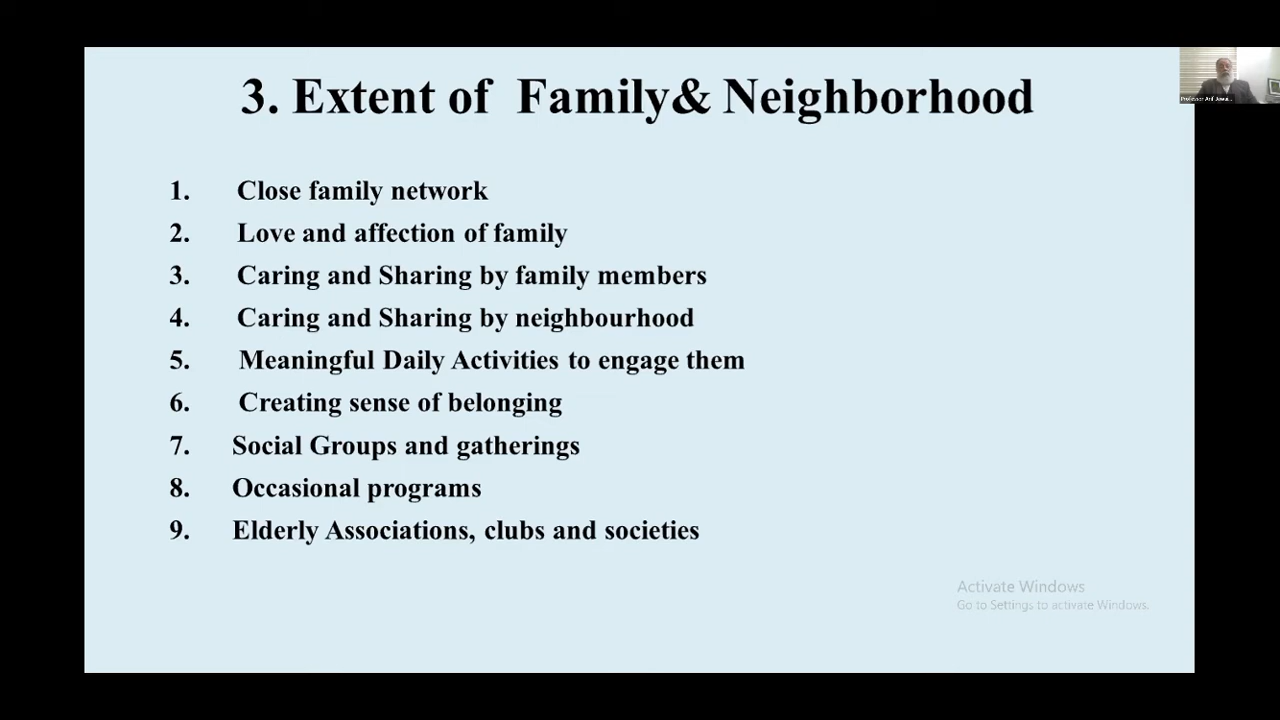 3. Extent of Family& Neighborhood
1. Close family network
2. Love and affection of family
3. Caring and Sharing by family members
4. Caring and Sharing by neighbourhood
5. Meaningful Daily Activities to engage them
6. Creating sense of belonging
7. Social Groups and gatherings
8. Occasional programs
9. Elderly Associations, clubs and societies
Activate Windows
Go to Settings to activate Windows.
Professor Arif